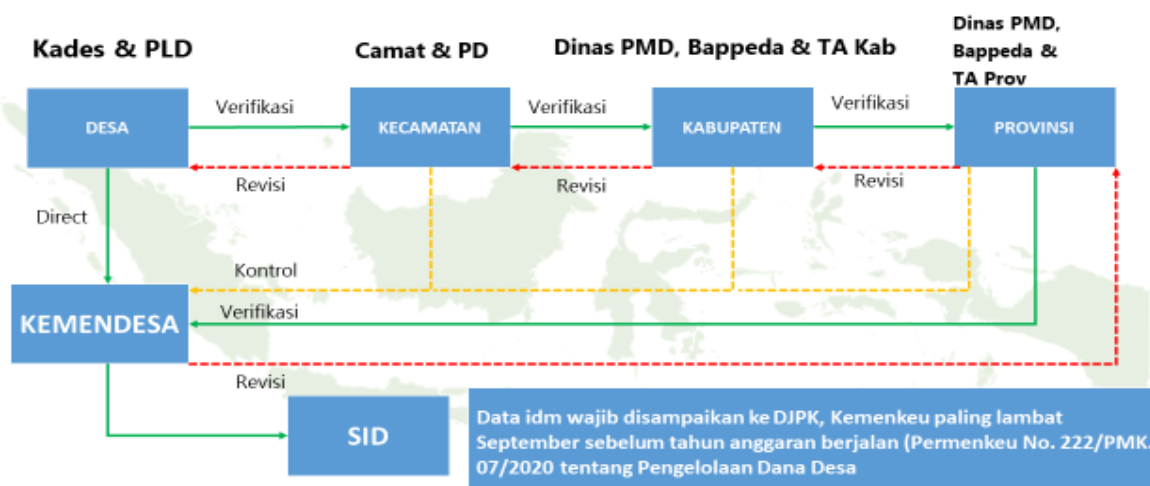 Kades & PLD
Camat & PD
Dinas PMD, Bappeda & TA Kab
Dinas PMD,
Bappeda &
TA Prov
DESA
Verifikasi
KECAMATAN
Verifikasi
KABUPATEN
Verifikasi
PROVINSI
Revisi
Revisi
Revisi
Direct
Kontrol
KEMENDESA
Verifikasi
Revisi
SID
Data idm wajib disampaikan ke DJPK, Kemenkeu paling lambat
September sebelum tahun anggaran berjalan (Permenkeu No. 222/PMK.
07/2020 tentang Pengelolaan Dana Desa